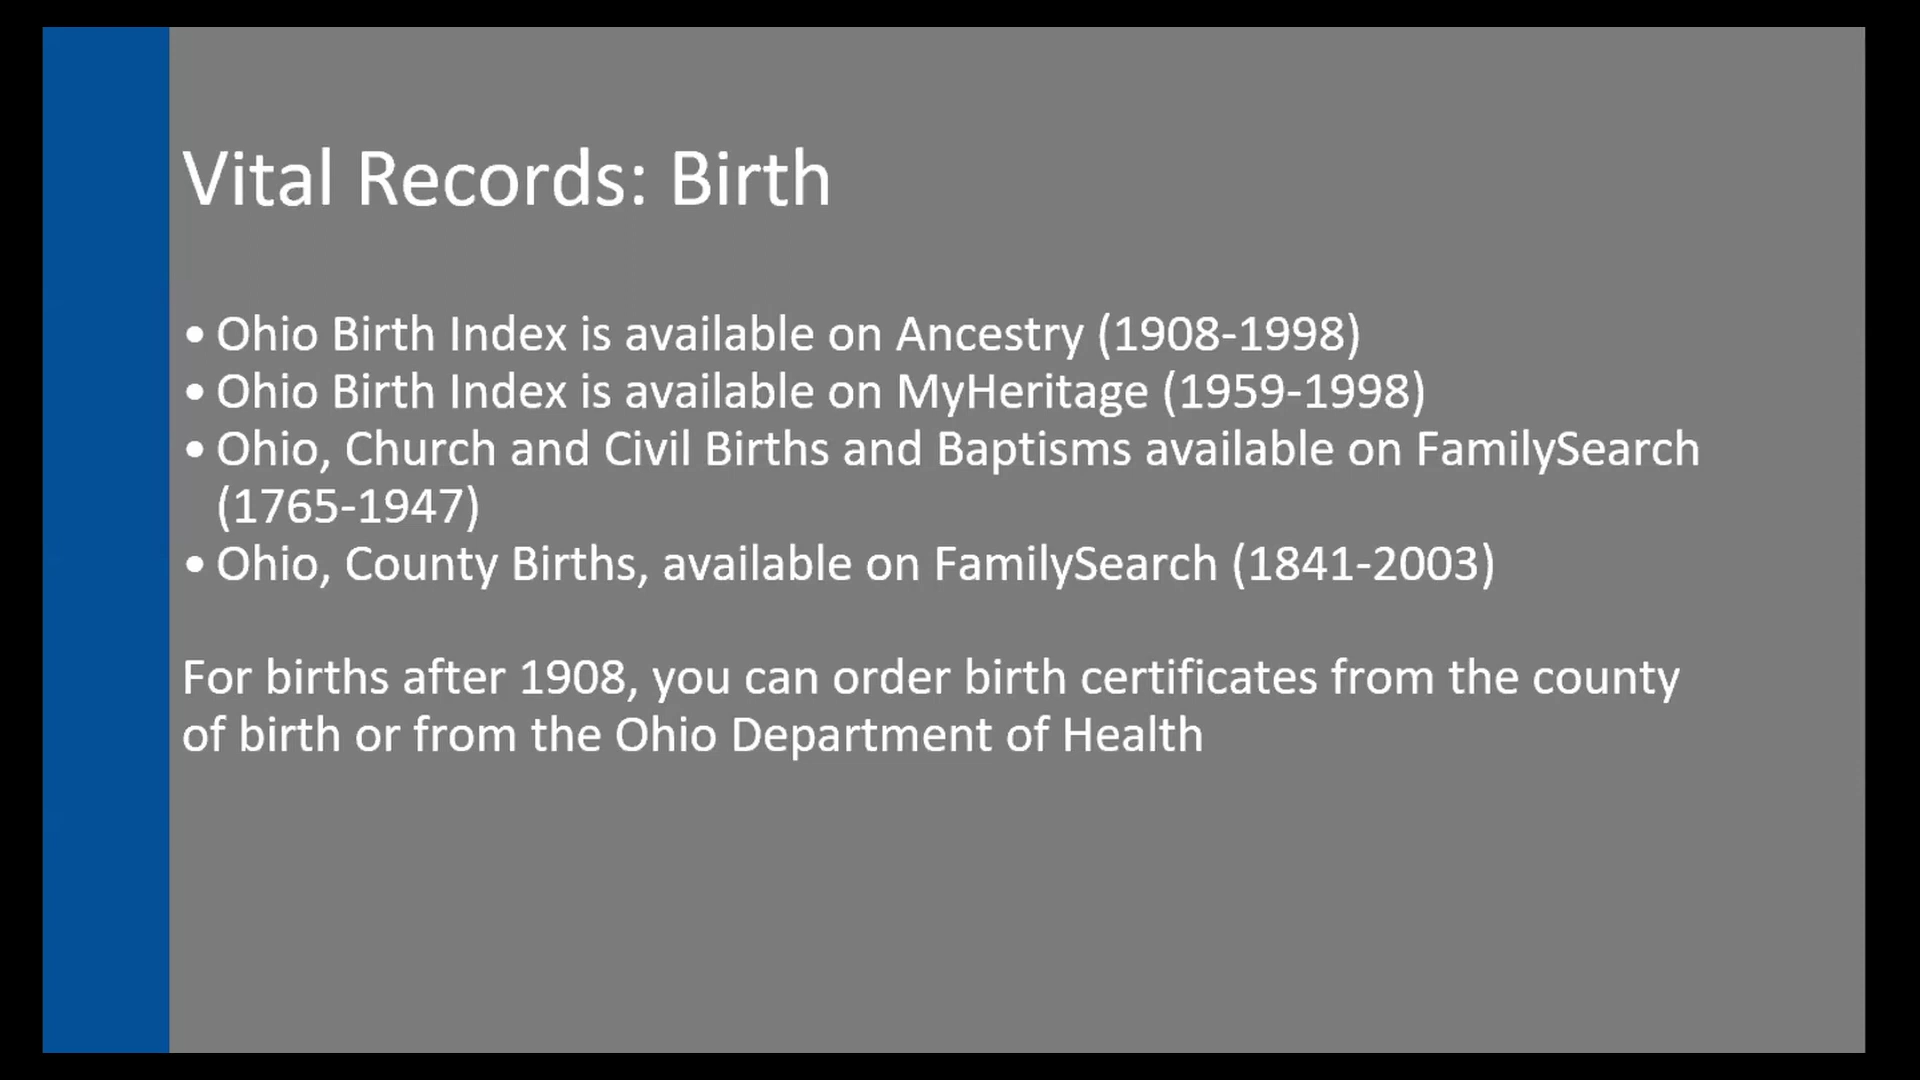 Vital Records: Birth
• Ohio Birth Index is available on Ancestry (1908-1998)
• Ohio Birth Index is available on MyHeritage (1959-1998)
• Ohio, Church and Civil Births and Baptisms available on FamilySearch
(1765-1947)
• Ohio, County Births, available on FamilySearch (1841-2003)
For births after 1908, you can order birth certificates from the county
of birth or from the Ohio Department of Health